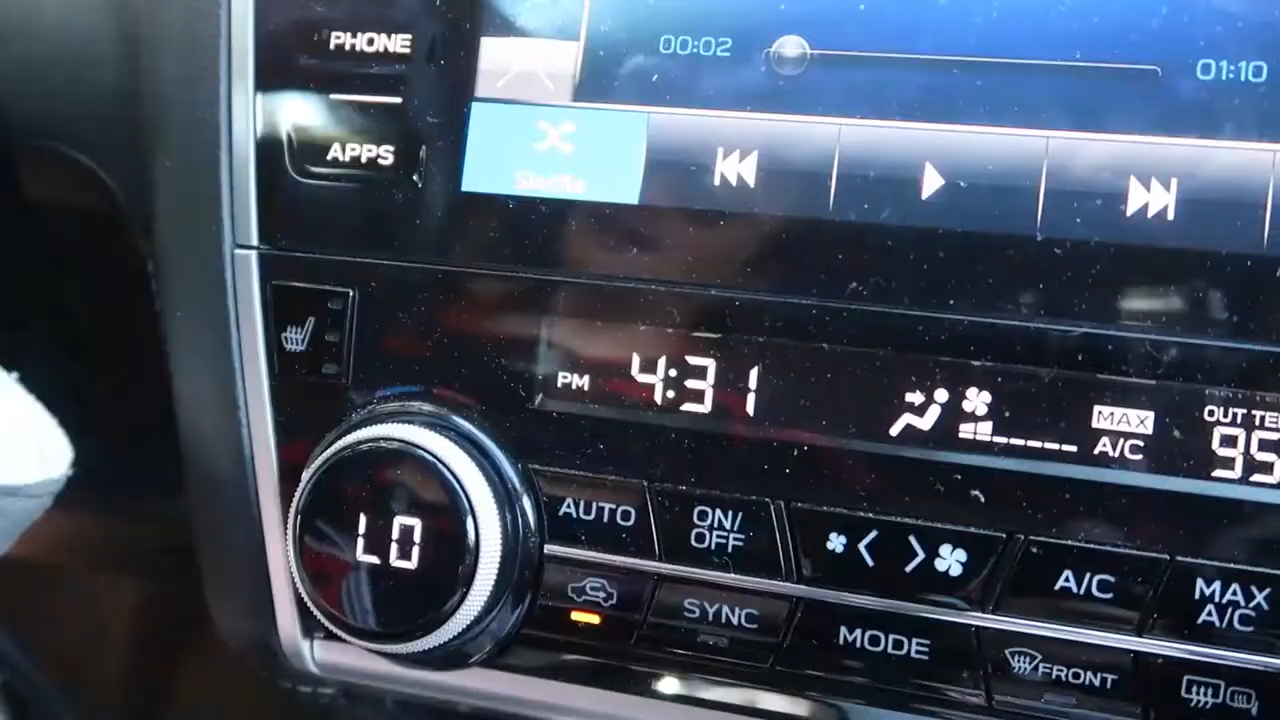 PHONE
00:02
01:10
APPS
Shuffle
PM 4:31
MAX
A/C
OUT TE
95
LO
AUTO
ON/
OFF
A/C
MAX
A/C
SYNC
MODE
FRONT